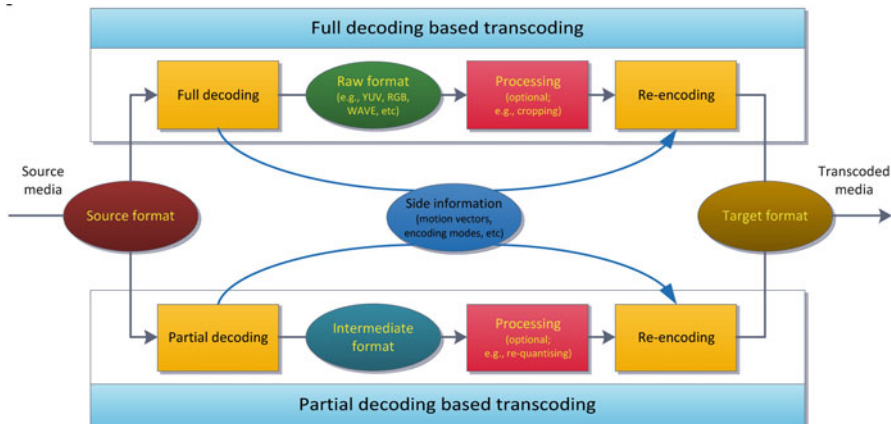 Full decoding based transcoding
Full decoding
Raw format
(e.g., YUV, RGB,
WAVE, etc)
Processing
(optional;
e.g., cropping)
Re-encoding
Source
media
Source format
Side information
(motion vectors,
encoding modes, etc)
Target format
Transcoded
media
Partial decoding
Intermediate
format
Processing
(optional;
e.g., re-quantising)
Re-encoding
Partial decoding based transcoding